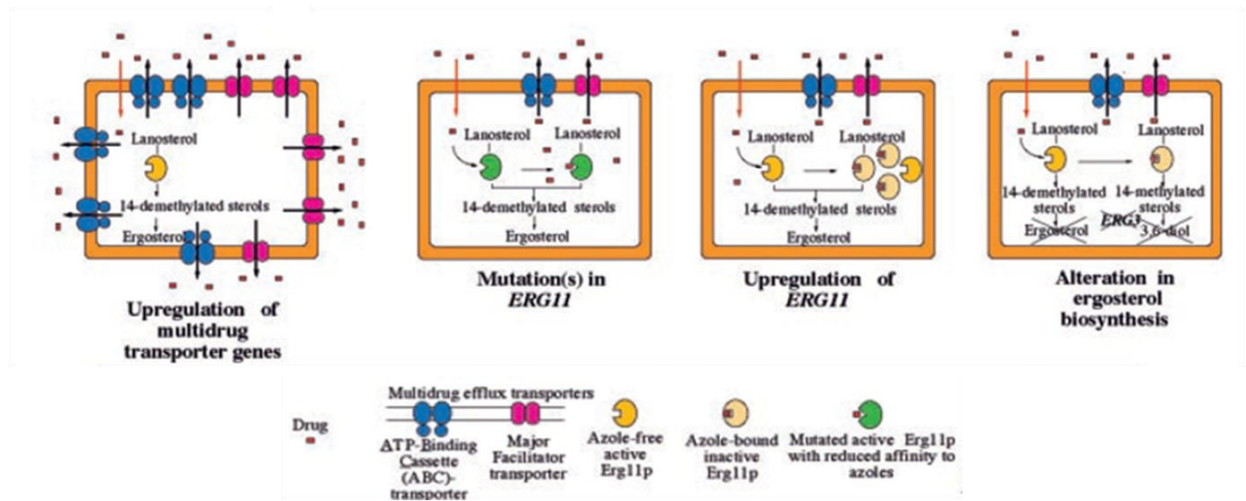 Lanosterol
14-demethylated sterols
Ergosterol
Upregulation of
multidrug
transporter genes
Lanosterol
Lanosterol
14-demethylated sterols
Ergosterol
Mutation(s) in
ERG11
Lanosterol
Lanosterol
14-demethylated sterols
Ergosterol
Upregulation of
ERG11
Lanosterol
Lanosterol
14-demethylated
sterols
14-methylated
sterols
Ergosterol
ERG3
3,6-diol
Alteration in
ergosterol
biosynthesis
Drug
Multidrug efflux transporters
ATP-Binding
Cassette
(ABC)-
transporter
Major
Facilitator
transporter
Azole-free
active
Erg11p
Azole-bound
inactive
Erg11p
Mutated active Erg11p
with reduced affinity to
azoles